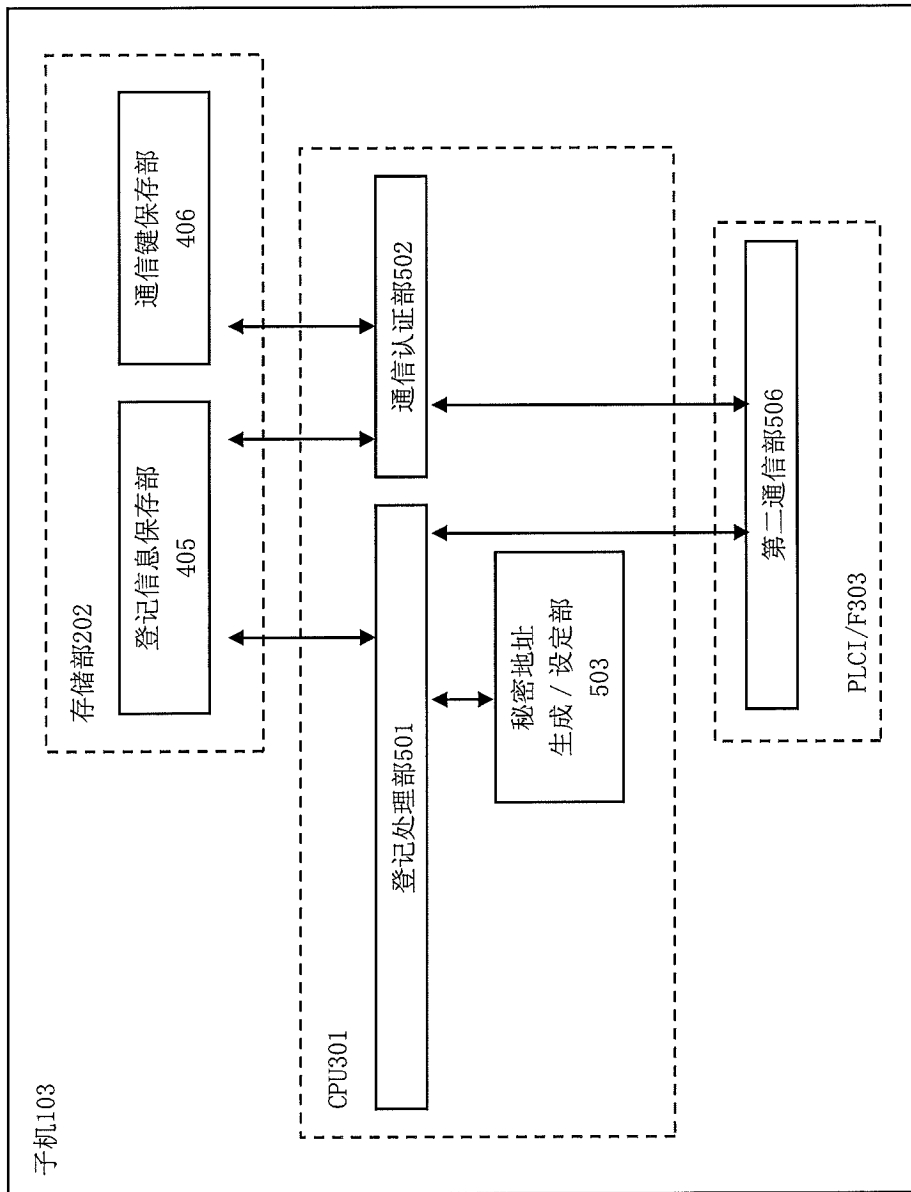 子机103
存储部202
登记信息保存部
405
通信键保存部
406
CPU301
登记处理部501
通信认证部502
秘密地址
生成/设定部
503
第二通信部506
PLCI/F303